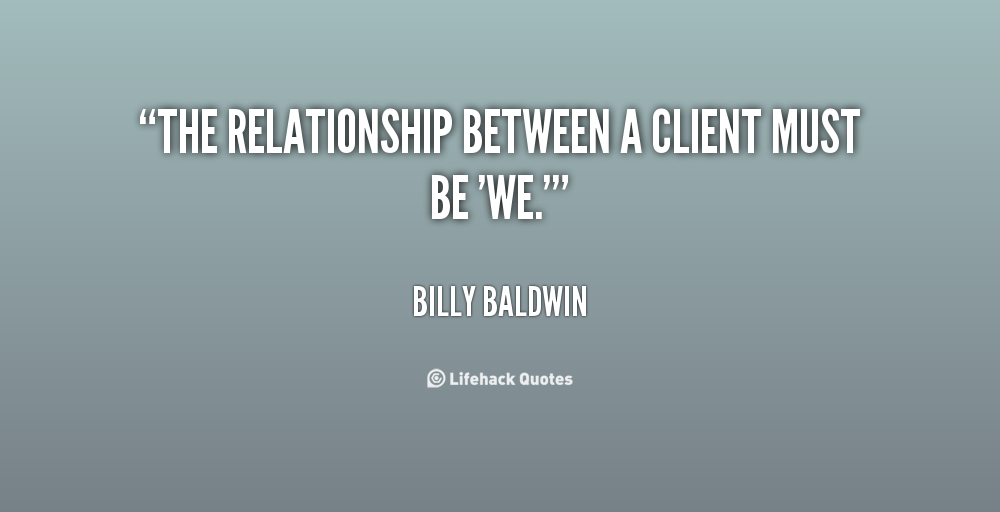 “THE RELATIONSHIP BETWEEN A CLIENT MUST
BE 'WE.'”
BILLY BALDWIN
Lifehack Quotes